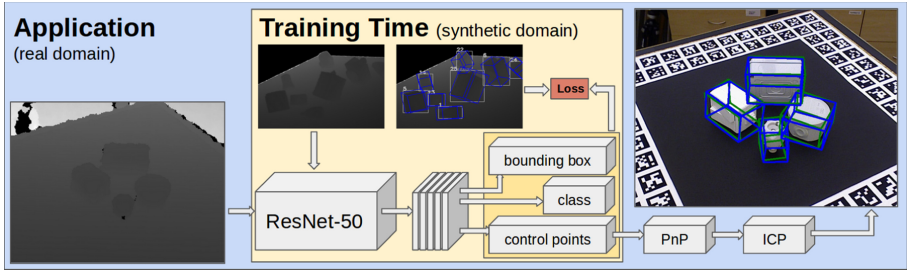 Application
(real domain)
Training Time (synthetic domain)
Loss
ResNet-50
bounding box
class
control points
PnP
ICP